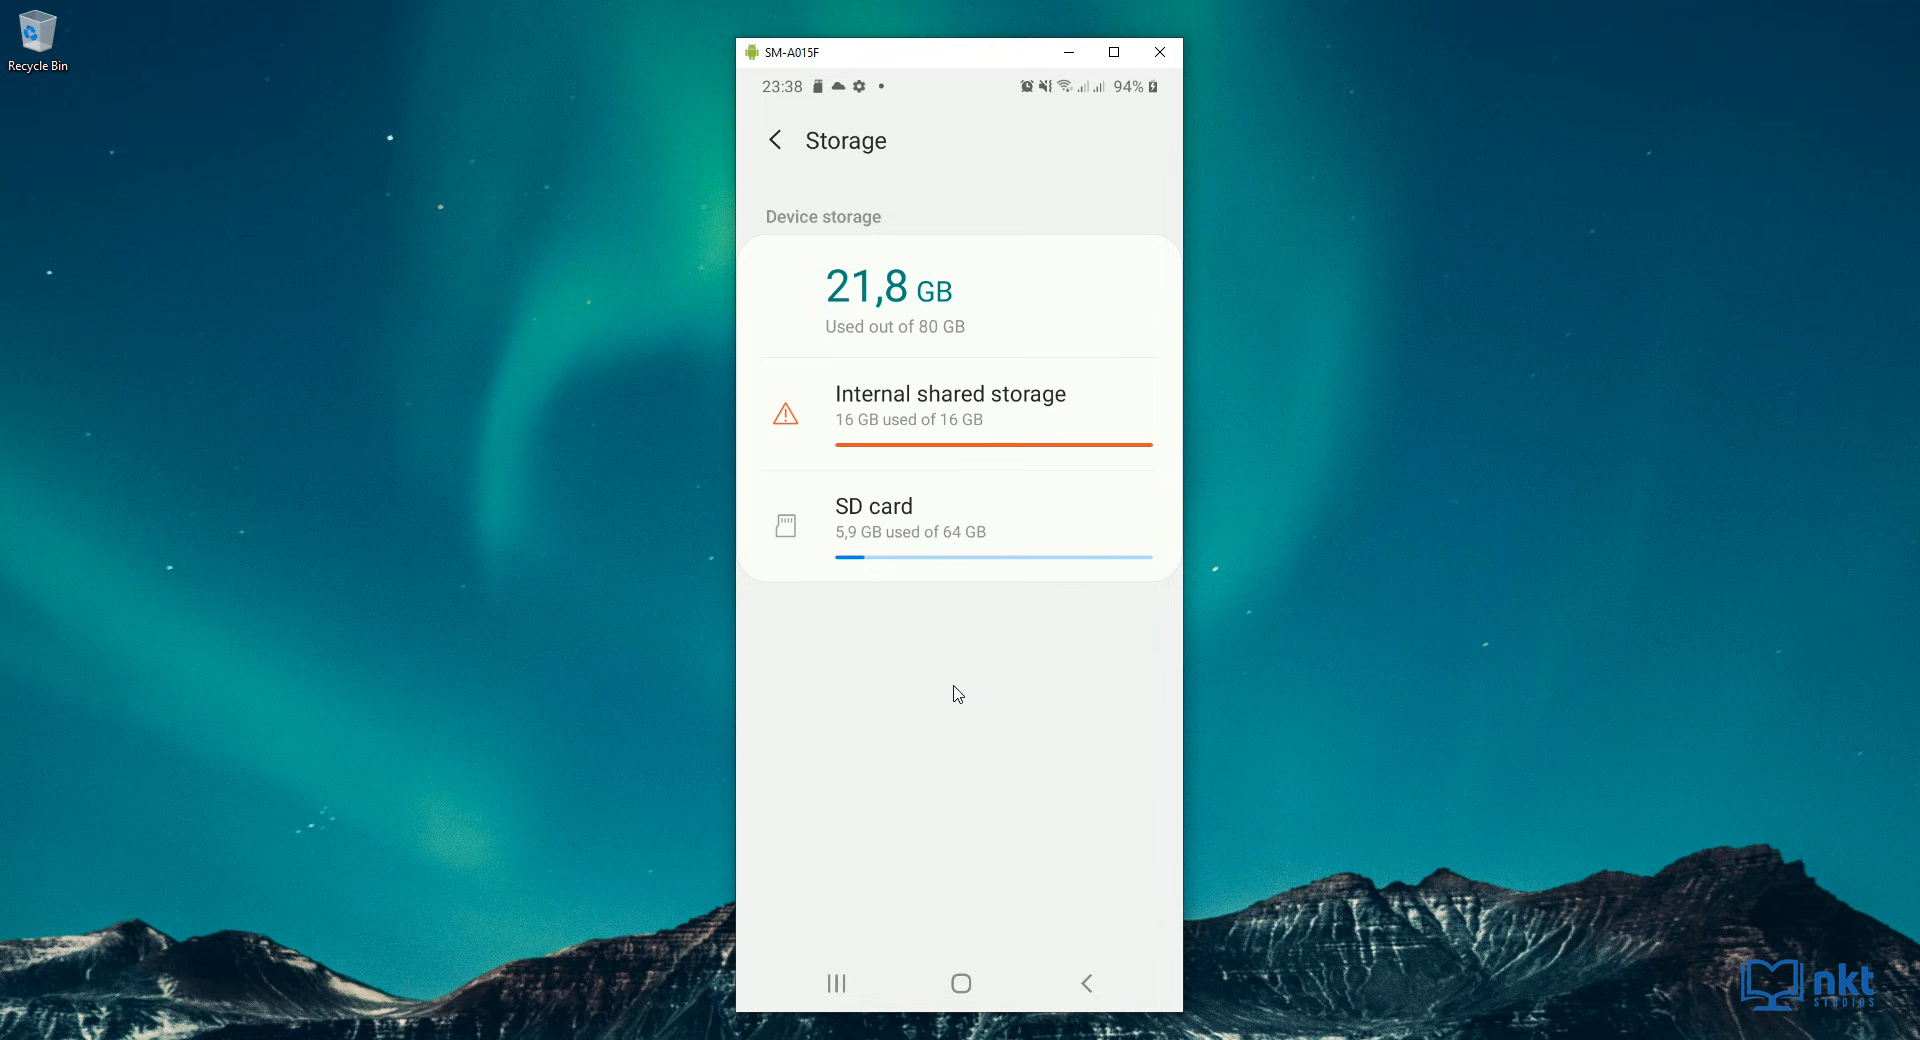 Recycle Bin
SM-A015F
23:38
94%
Storage
Device storage
21,8 GB
Used out of 80 GB
Internal shared storage
16 GB used of 16 GB
SD card
5,9 GB used of 64 GB
nkt
STUDIOS